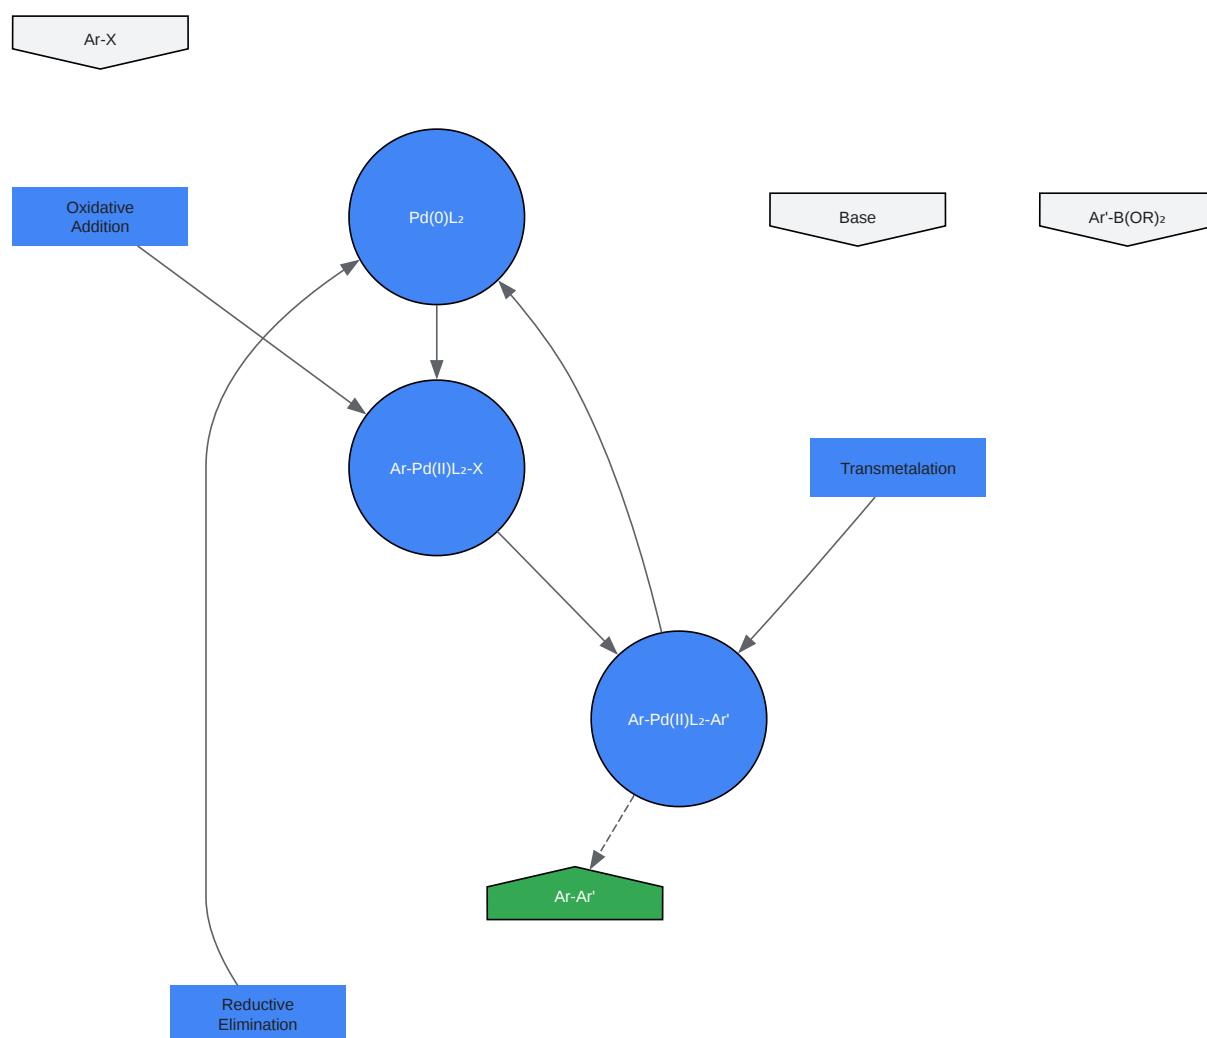 Ar-X
Oxidative
Addition
Pd(0)L₂
Base
Ar'-B(OR)₂
Ar-Pd(II)L₂-X
Transmetalation
Ar-Pd(II)L₂-Ar'
Ar-Ar'
Reductive
Elimination